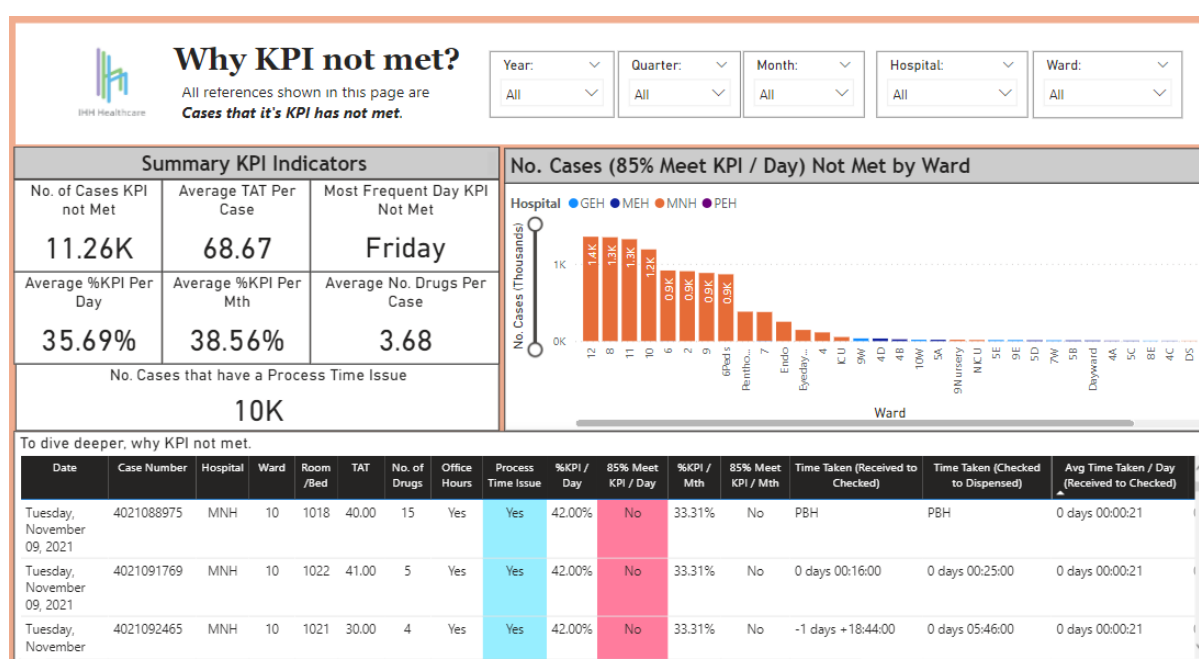 Why KPI not met?
All references shown in this page are
Cases that it's KPI has not met.
IHH Healthcare
Year:
All
Quarter:
All
Month:
All
Hospital:
All
Ward:
All
Summary KPI Indicators
No. of Cases KPI not Met
11.26K
Average TAT Per Case
68.67
Most Frequent Day KPI Not Met
Friday
Average %KPI Per Day
35.69%
Average %KPI Per Mth
38.56%
Average No. Drugs Per Case
3.68
No. Cases that have a Process Time Issue
10K
No. Cases (85% Meet KPI / Day) Not Met by Ward
Hospital GEH MEH MNH PEH
No. Cases (Thousands)
1K
0K
1.4K 1.3K 1.3K 1.2K 0.9K 0.9K 0.9K 0.9K
12 8 11 10 6 2 9 6Peds Pentho... 7 Endo Eyeday... 4 ICU 9W 4D 4B 10W 5A 9Nursery NICU 5E 9E 5D 7W 5B Dayward 4A 5C 8E 4C DS
Ward
To dive deeper, why KPI not met.
Date Case Number Hospital Ward Room /Bed TAT No. of Drugs Office Hours Process Time Issue %KPI / Day 85% Meet KPI / Day %KPI / Mth 85% Meet KPI / Mth Time Taken (Received to Checked) Time Taken (Checked to Dispensed) Avg Time Taken / Day (Received to Checked)
Tuesday, November 09, 2021 4021088975 MNH 10 1018 40.00 15 Yes Yes 42.00% No 33.31% No PBH PBH 0 days 00:00:21
Tuesday, November 09, 2021 4021091769 MNH 10 1022 41.00 5 Yes Yes 42.00% No 33.31% No 0 days 00:16:00 0 days 00:25:00 0 days 00:00:21
Tuesday, November 4021092465 MNH 10 1021 30.00 4 Yes Yes 42.00% No 33.31% No -1 days +18:44:00 0 days 05:46:00 0 days 00:00:21